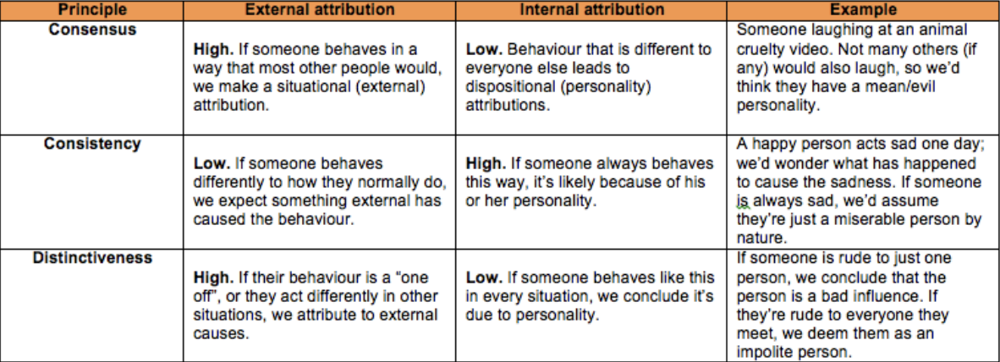 Principle
External attribution
Internal attribution
Example
Consensus
High. If someone behaves in a
way that most other people would,
we make a situational (external)
attribution.
Low. Behaviour that is different to
everyone else leads to
dispositional (personality)
attributions.
Someone laughing at an animal
cruelty video. Not many others (if
any) would also laugh, so we’d
think they have a mean/evil
personality.
Consistency
Low. If someone behaves
differently to how they normally do,
we expect something external has
caused the behaviour.
High. If someone always behaves
this way, it’s likely because of his
or her personality.
A happy person acts sad one day;
we’d wonder what has happened
to cause the sadness. If someone
is always sad, we’d assume
they’re just a miserable person by
nature.
Distinctiveness
High. If their behaviour is a “one
off”, or they act differently in other
situations, we attribute to external
causes.
Low. If someone behaves like this
in every situation, we conclude it’s
due to personality.
If someone is rude to just one
person, we conclude that the
person is a bad influence. If
they’re rude to everyone they
meet, we deem them as an
impolite person.